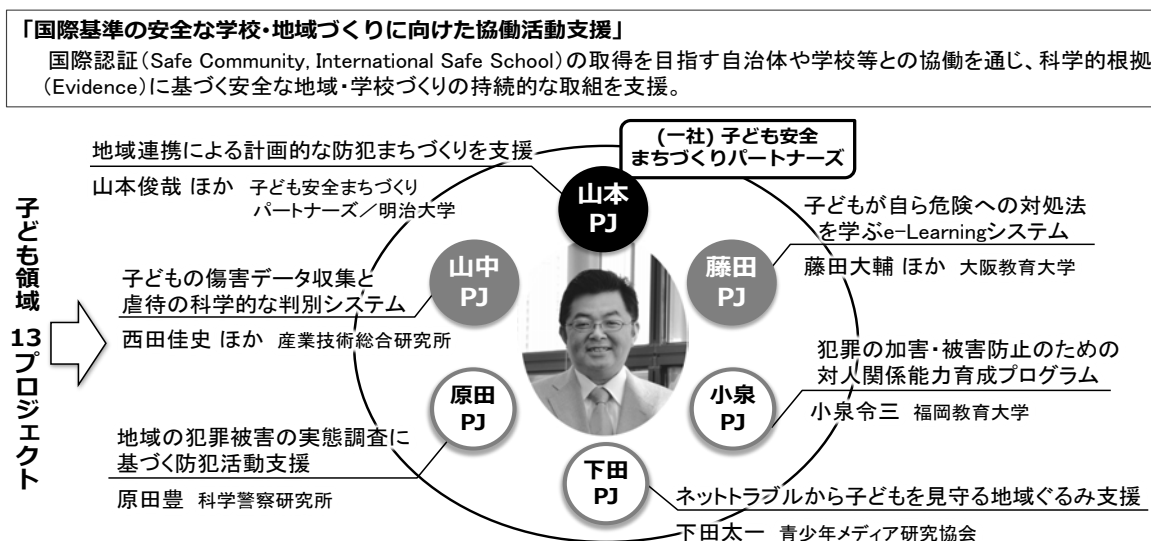 「国際基準の安全な学校・地域づくりに向けた協働活動支援」
国際認証（Safe Community, International Safe School）の取得を目指す自治体や学校等との協働を通じ、科学的根拠
（Evidence）に基づく安全な地域・学校づくりの持続的な取組を支援。
（一社）子ども安全
まちづくりパートナーズ
地域連携による計画的な防犯まちづくりを支援
山本俊哉 ほか 子ども安全まちづくり
パートナーズ／明治大学
山本
PJ
子どもが自ら危険への対処法
を学ぶe-Learningシステム
藤田大輔 ほか 大阪教育大学
藤田
PJ
山中
PJ
子どもの傷害データ収集と
虐待の科学的な判別システム
西田佳史 ほか 産業技術総合研究所
子ども領域 13プロジェクト
犯罪の加害・被害防止のための
対人関係能力育成プログラム
小泉令三 福岡教育大学
小泉
PJ
原田
PJ
地域の犯罪被害の実態調査に
基づく防犯活動支援
原田豊 科学警察研究所
下田
PJ
ネットトラブルから子どもを見守る地域ぐるみ支援
下田太一 青少年メディア研究協会